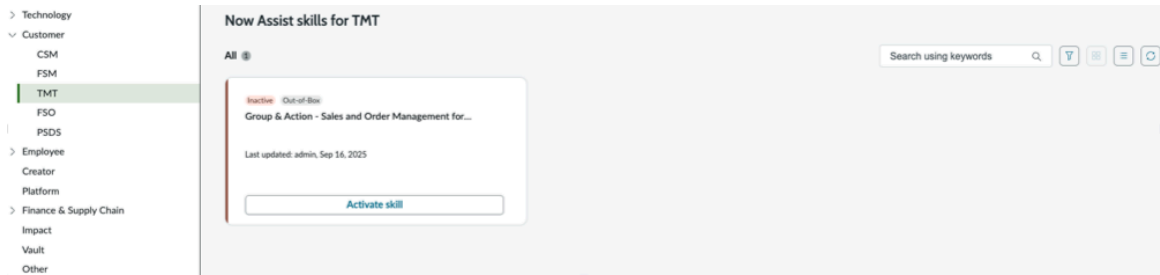 Technology
Customer
CSM
FSM
TMT
FSO
PSDS
Employee
Creator
Platform
Finance & Supply Chain
Impact
Vault
Other
Now Assist skills for TMT
All 1
Search using keywords
Inactive Out-of-Box
Group & Action - Sales and Order Management for...
Last updated: admin, Sep 16, 2025
Activate skill